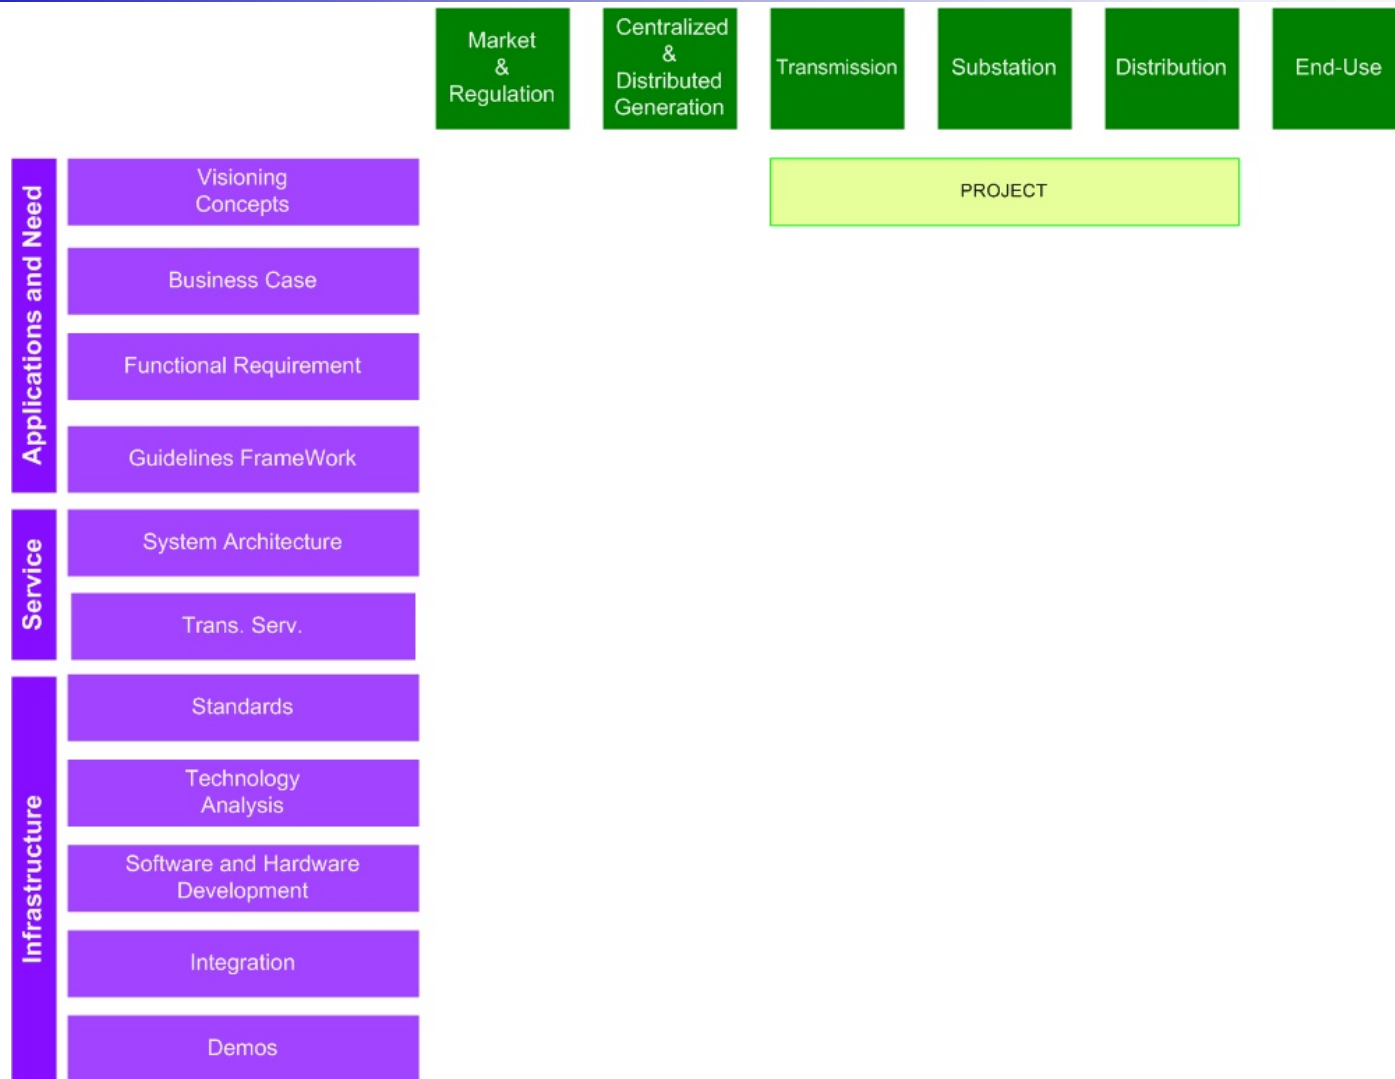 Market
&
Regulation
Centralized
&
Distributed
Generation
Transmission
Substation
Distribution
End-Use
Applications and Need
Visioning
Concepts
PROJECT
Business Case
Functional Requirement
Guidelines FrameWork
Service
System Architecture
Trans. Serv.
Infrastructure
Standards
Technology
Analysis
Software and Hardware
Development
Integration
Demos